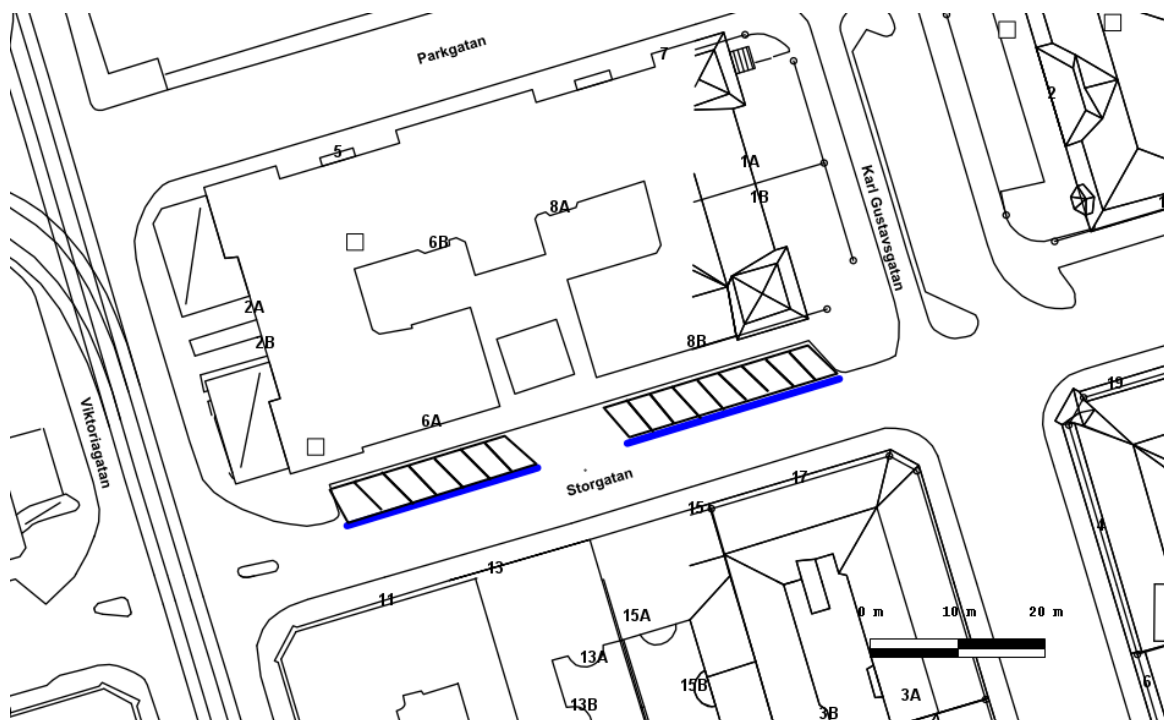 Parkgatan
7
2
5
1A
1B
Karl Gustavsgatan
8A
6B
2A
2B
8B
6A
19
Viktoriagatan
Storgatan
17
15
4
13
11
0 m 10 m 20 m
15A
13A
15B
6
3A
13B
3B